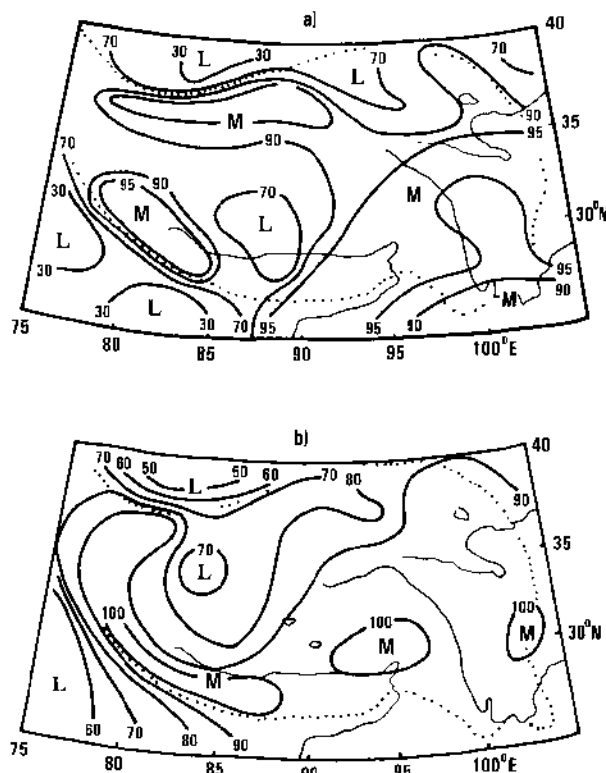 a)
70 30 L 30 70 L 70 40
M 90 35
90 95
70 95 90 70 M 30°N
30 M L
L
30 95
L M 90
75 30 30 70 95 95 90
80 85 90 95 100°E
b)
70 60 50 50 60 70 80 40
L 90
70 35
L
100 100 100
M M 30°N
L M
75 60 70 80 90
80 85 90 95 100°E